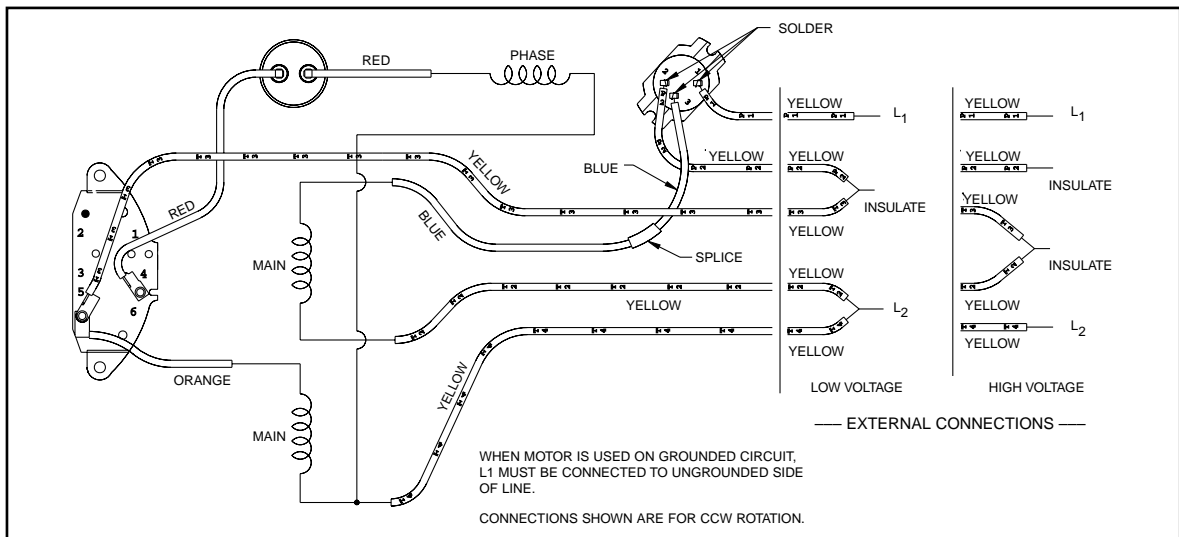 SOLDER
RED
PHASE
2
1
3
YELLOW
L1
YELLOW
L1
YELLOW
YELLOW
YELLOW
YELLOW
BLUE
INSULATE
INSULATE
YELLOW
RED
2
1
BLUE
YELLOW
SPLICE
MAIN
INSULATE
3
4
5
6
YELLOW
YELLOW
YELLOW
L2
L2
YELLOW
YELLOW
ORANGE
YELLOW
LOW VOLTAGE
HIGH VOLTAGE
MAIN
EXTERNAL CONNECTIONS
WHEN MOTOR IS USED ON GROUNDED CIRCUIT,
L1 MUST BE CONNECTED TO UNGROUNDED SIDE
OF LINE.
CONNECTIONS SHOWN ARE FOR CCW ROTATION.